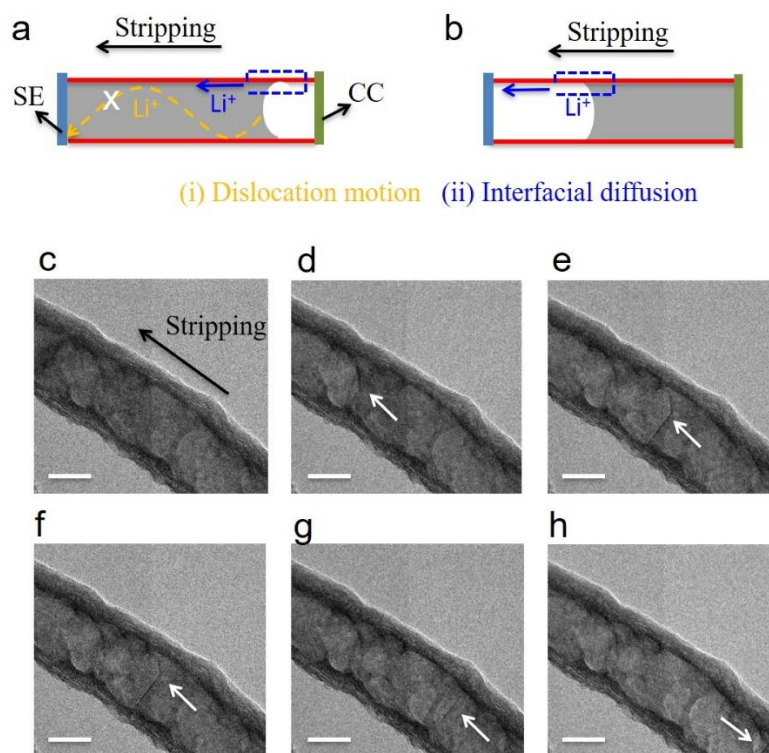 a
Stripping
SE
Li⁺
Li⁺
X
CC
b
Stripping
Li⁺
(i) Dislocation motion
(ii) Interfacial diffusion
c
Stripping
d
e
f
g
h